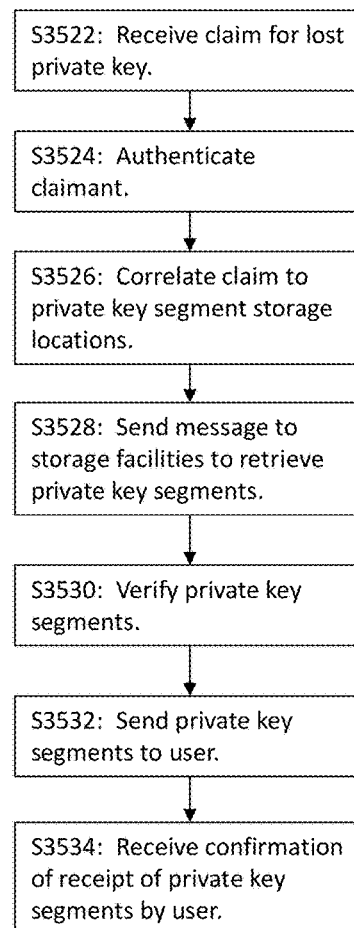 S3522: Receive claim for lost
private key.
S3524: Authenticate
claimant.
S3526: Correlate claim to
private key segment storage
locations.
S3528: Send message to
storage facilities to retrieve
private key segments.
S3530: Verify private key
segments.
S3532: Send private key
segments to user.
S3534: Receive confirmation
of receipt of private key
segments by user.